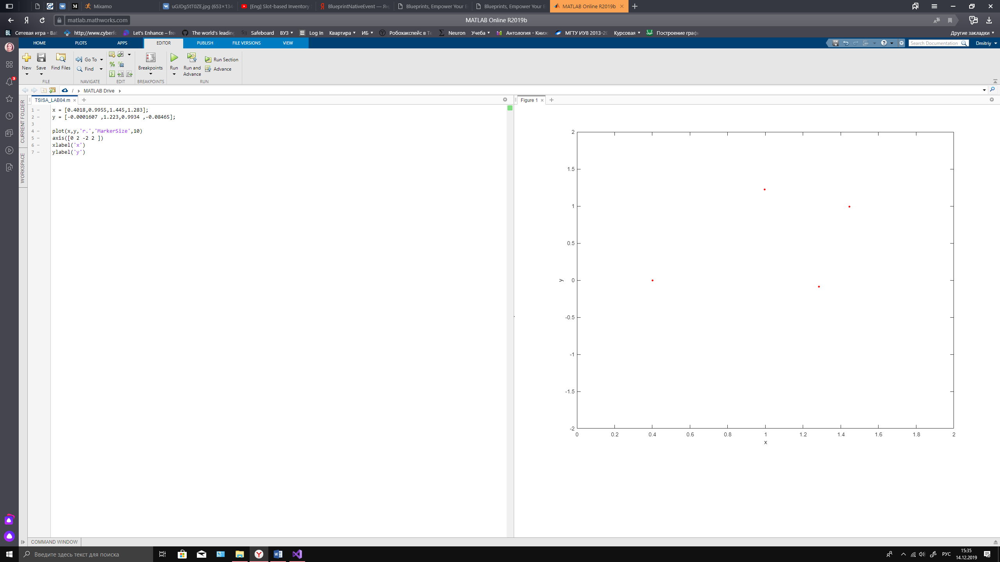 Mixamo
uGJDg5tT0ZE.jpg (653×134
[Eng] Slot-based Inventory
BlueprintNativeEvent — Ян
Blueprints, Empower Your E
Blueprints, Empower Your E
MATLAB Online R2019b
Я
matlab.mathworks.com
MATLAB Online R2019b
BL Сетевая игра - Bat
http://www.cyberfo
Let's Enhance – fre
The world's leading
Safeboard
ВУЗ
Log In
Квартира
ИБ
Робохакспейс в Те
Neuron
Учеба
Антология - Книж
МГТУ ИУ8 2013-20
Курсовая
Построение графи
Другие закладки
HOME PLOTS APPS EDITOR PUBLISH FILE VERSIONS VIEW
Search Documentation
Dmitriy
New
Save
Find Files
Go To
Find
Breakpoints
Run
Run and Advance
Run Section
Advance
FILE NAVIGATE EDIT BREAKPOINTS RUN
/ MATLAB Drive
3
CURRENT FOLDER
WORKSPACE
TSISA_LAB04.m
1 x = [0.4018,0.9955,1.445,1.283];
2 y = [-0.0001607 ,1.223,0.9934 ,-0.08465];
3
4 plot(x,y,'r.','MarkerSize',10)
5 axis([0 2 -2 2 ])
6 xlabel('x')
7 ylabel('y')
Figure 1
2
1.5
1
0.5
0
-0.5
-1
-1.5
-2
y
0 0.2 0.4 0.6 0.8 1 1.2 1.4 1.6 1.8 2
x
COMMAND WINDOW
Введите здесь текст для поиска
РУС
15:35
14.12.2019